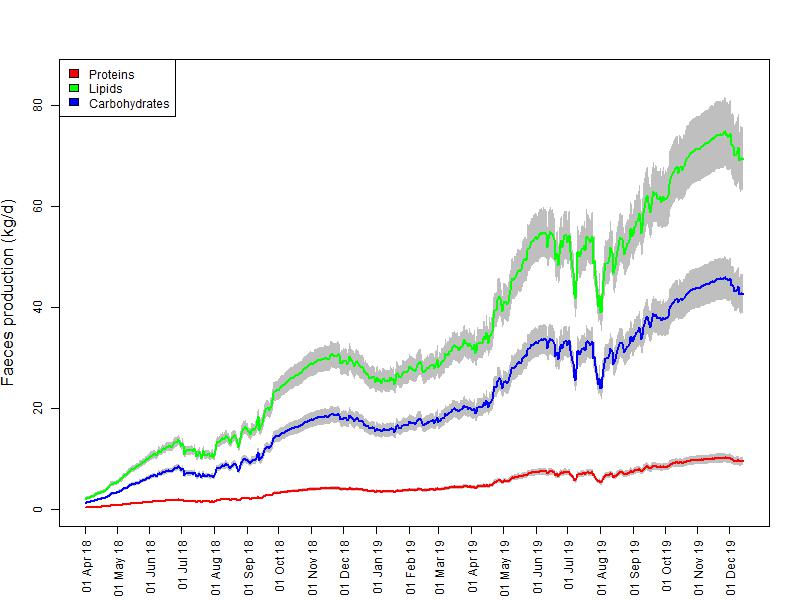 Proteins
Lipids
Carbohydrates
Faeces production (kg/d)
80
60
40
20
0
01 Apr 18
01 May 18
01 Jun 18
01 Jul 18
01 Aug 18
01 Sep 18
01 Oct 18
01 Nov 18
01 Dec 18
01 Jan 19
01 Feb 19
01 Mar 19
01 Apr 19
01 May 19
01 Jun 19
01 Jul 19
01 Aug 19
01 Sep 19
01 Oct 19
01 Nov 19
01 Dec 19